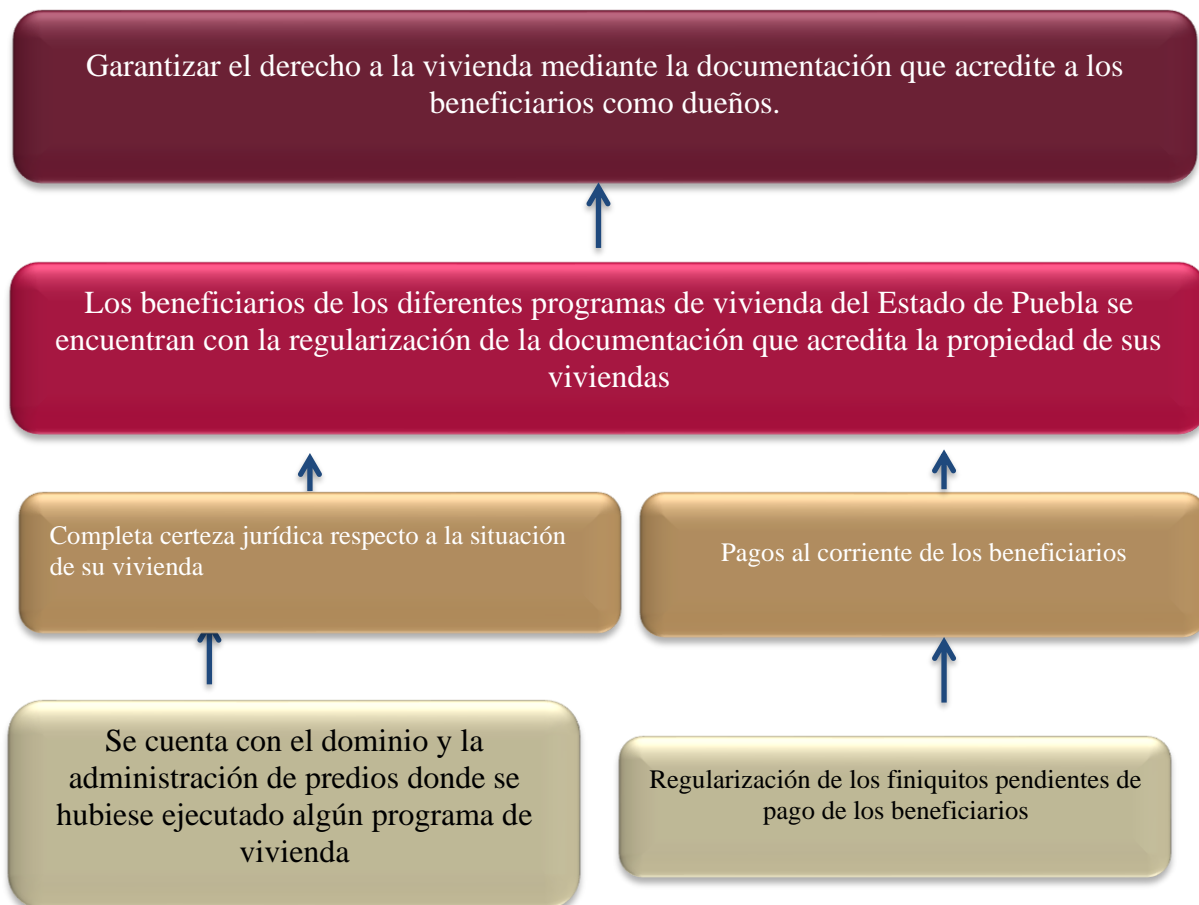 Garantizar el derecho a la vivienda mediante la documentación que acredite a los
beneficiarios como dueños.
Los beneficiarios de los diferentes programas de vivienda del Estado de Puebla se
encuentran con la regularización de la documentación que acredita la propiedad de sus
viviendas
Completa certeza jurídica respecto a la situación
de su vivienda
Pagos al corriente de los beneficiarios
Se cuenta con el dominio y la
administración de predios donde se
hubiese ejecutado algún programa de
vivienda
Regularización de los finiquitos pendientes de
pago de los beneficiarios